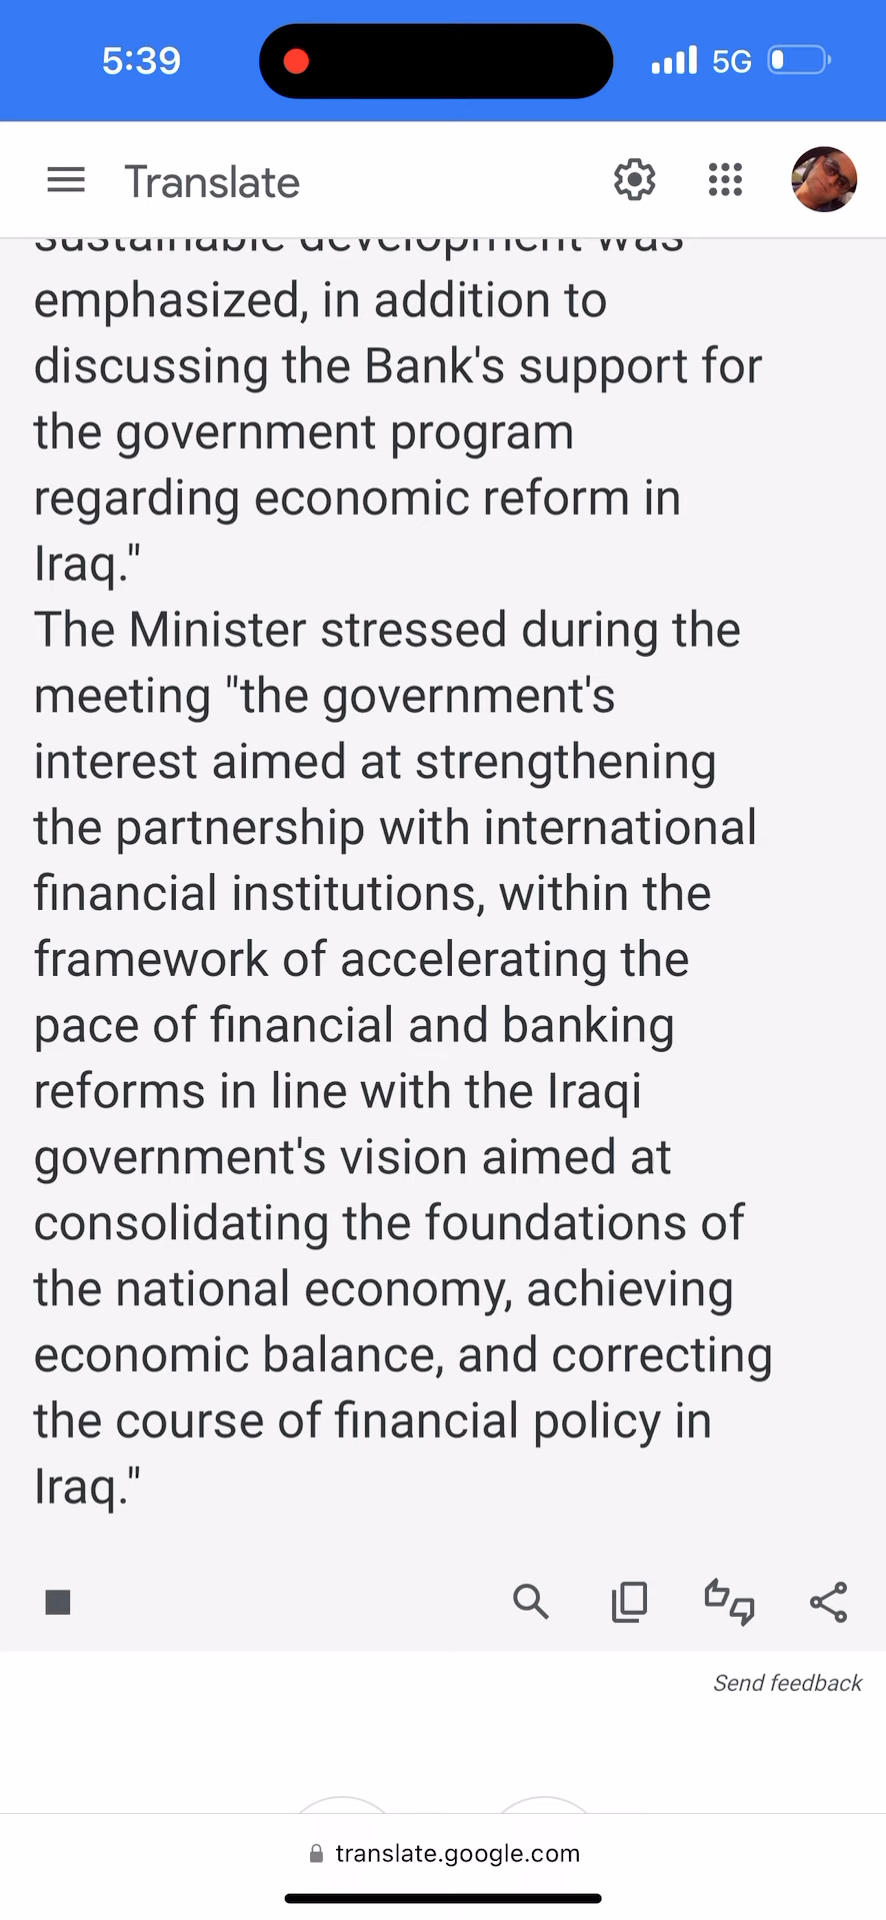 5:39
5G
Translate
sustainable development was
emphasized, in addition to
discussing the Bank's support for
the government program
regarding economic reform in
Iraq."
The Minister stressed during the
meeting "the government's
interest aimed at strengthening
the partnership with international
financial institutions, within the
framework of accelerating the
pace of financial and banking
reforms in line with the Iraqi
government's vision aimed at
consolidating the foundations of
the national economy, achieving
economic balance, and correcting
the course of financial policy in
Iraq."
Send feedback
translate.google.com